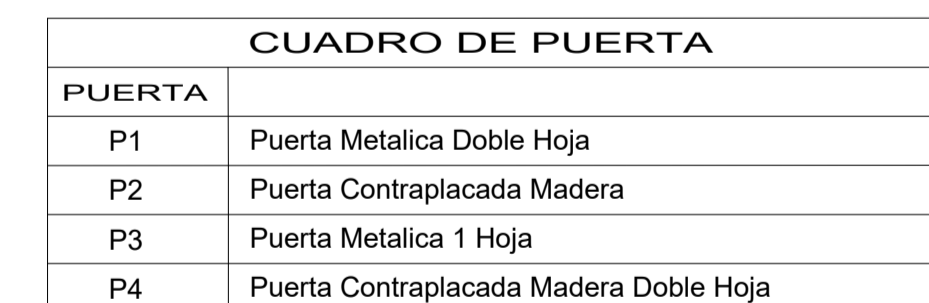 CUADRO DE PUERTA
PUERTA
P1 Puerta Metalica Doble Hoja
P2 Puerta Contraplacada Madera
P3 Puerta Metalica 1 Hoja
P4 Puerta Contraplacada Madera Doble Hoja